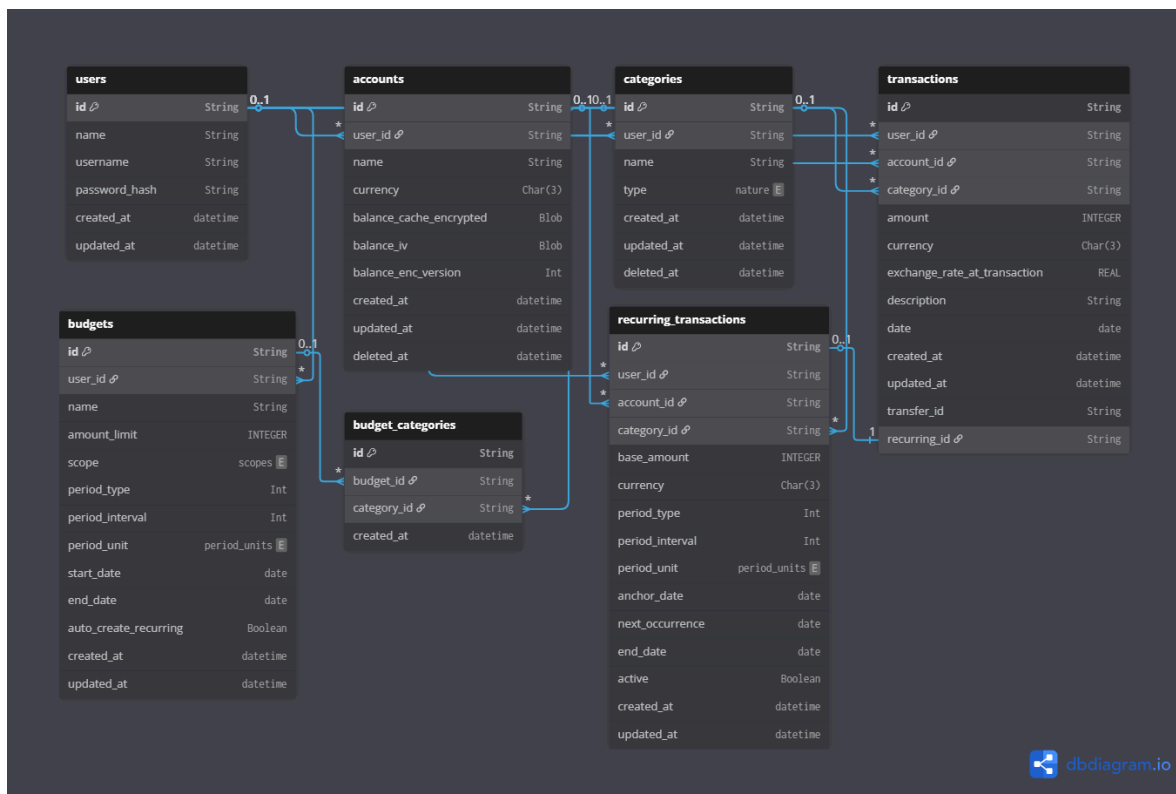 users
id String 0..1
name String
username String
password_hash String
created_at datetime
updated_at datetime
accounts
id String 0..1
* user_id String
name String
currency Char(3)
balance_cache_encrypted Blob
balance_iv Blob
balance_enc_version Int
created_at datetime
updated_at datetime
deleted_at datetime
categories
0..1 id String 0..1
* user_id String
name String
type nature E
created_at datetime
updated_at datetime
deleted_at datetime
transactions
id String
* user_id String
* account_id String
* category_id String
amount INTEGER
currency Char(3)
exchange_rate_at_transaction REAL
description String
date date
created_at datetime
updated_at datetime
transfer_id String
1 recurring_id String
budgets
id String 0..1
user_id String *
name String
amount_limit INTEGER
scope scopes E
period_type Int
period_interval Int
period_unit period_units E
start_date date
end_date date
auto_create_recurring Boolean
created_at datetime
updated_at datetime
budget_categories
id String
* budget_id String
category_id String *
created_at datetime
recurring_transactions
id String 0..1
* user_id String
* account_id String
category_id String *
base_amount INTEGER
currency Char(3)
period_type Int
period_interval Int
period_unit period_units E
anchor_date date
next_occurrence date
end_date date
active Boolean
created_at datetime
updated_at datetime
dbdiagram.io